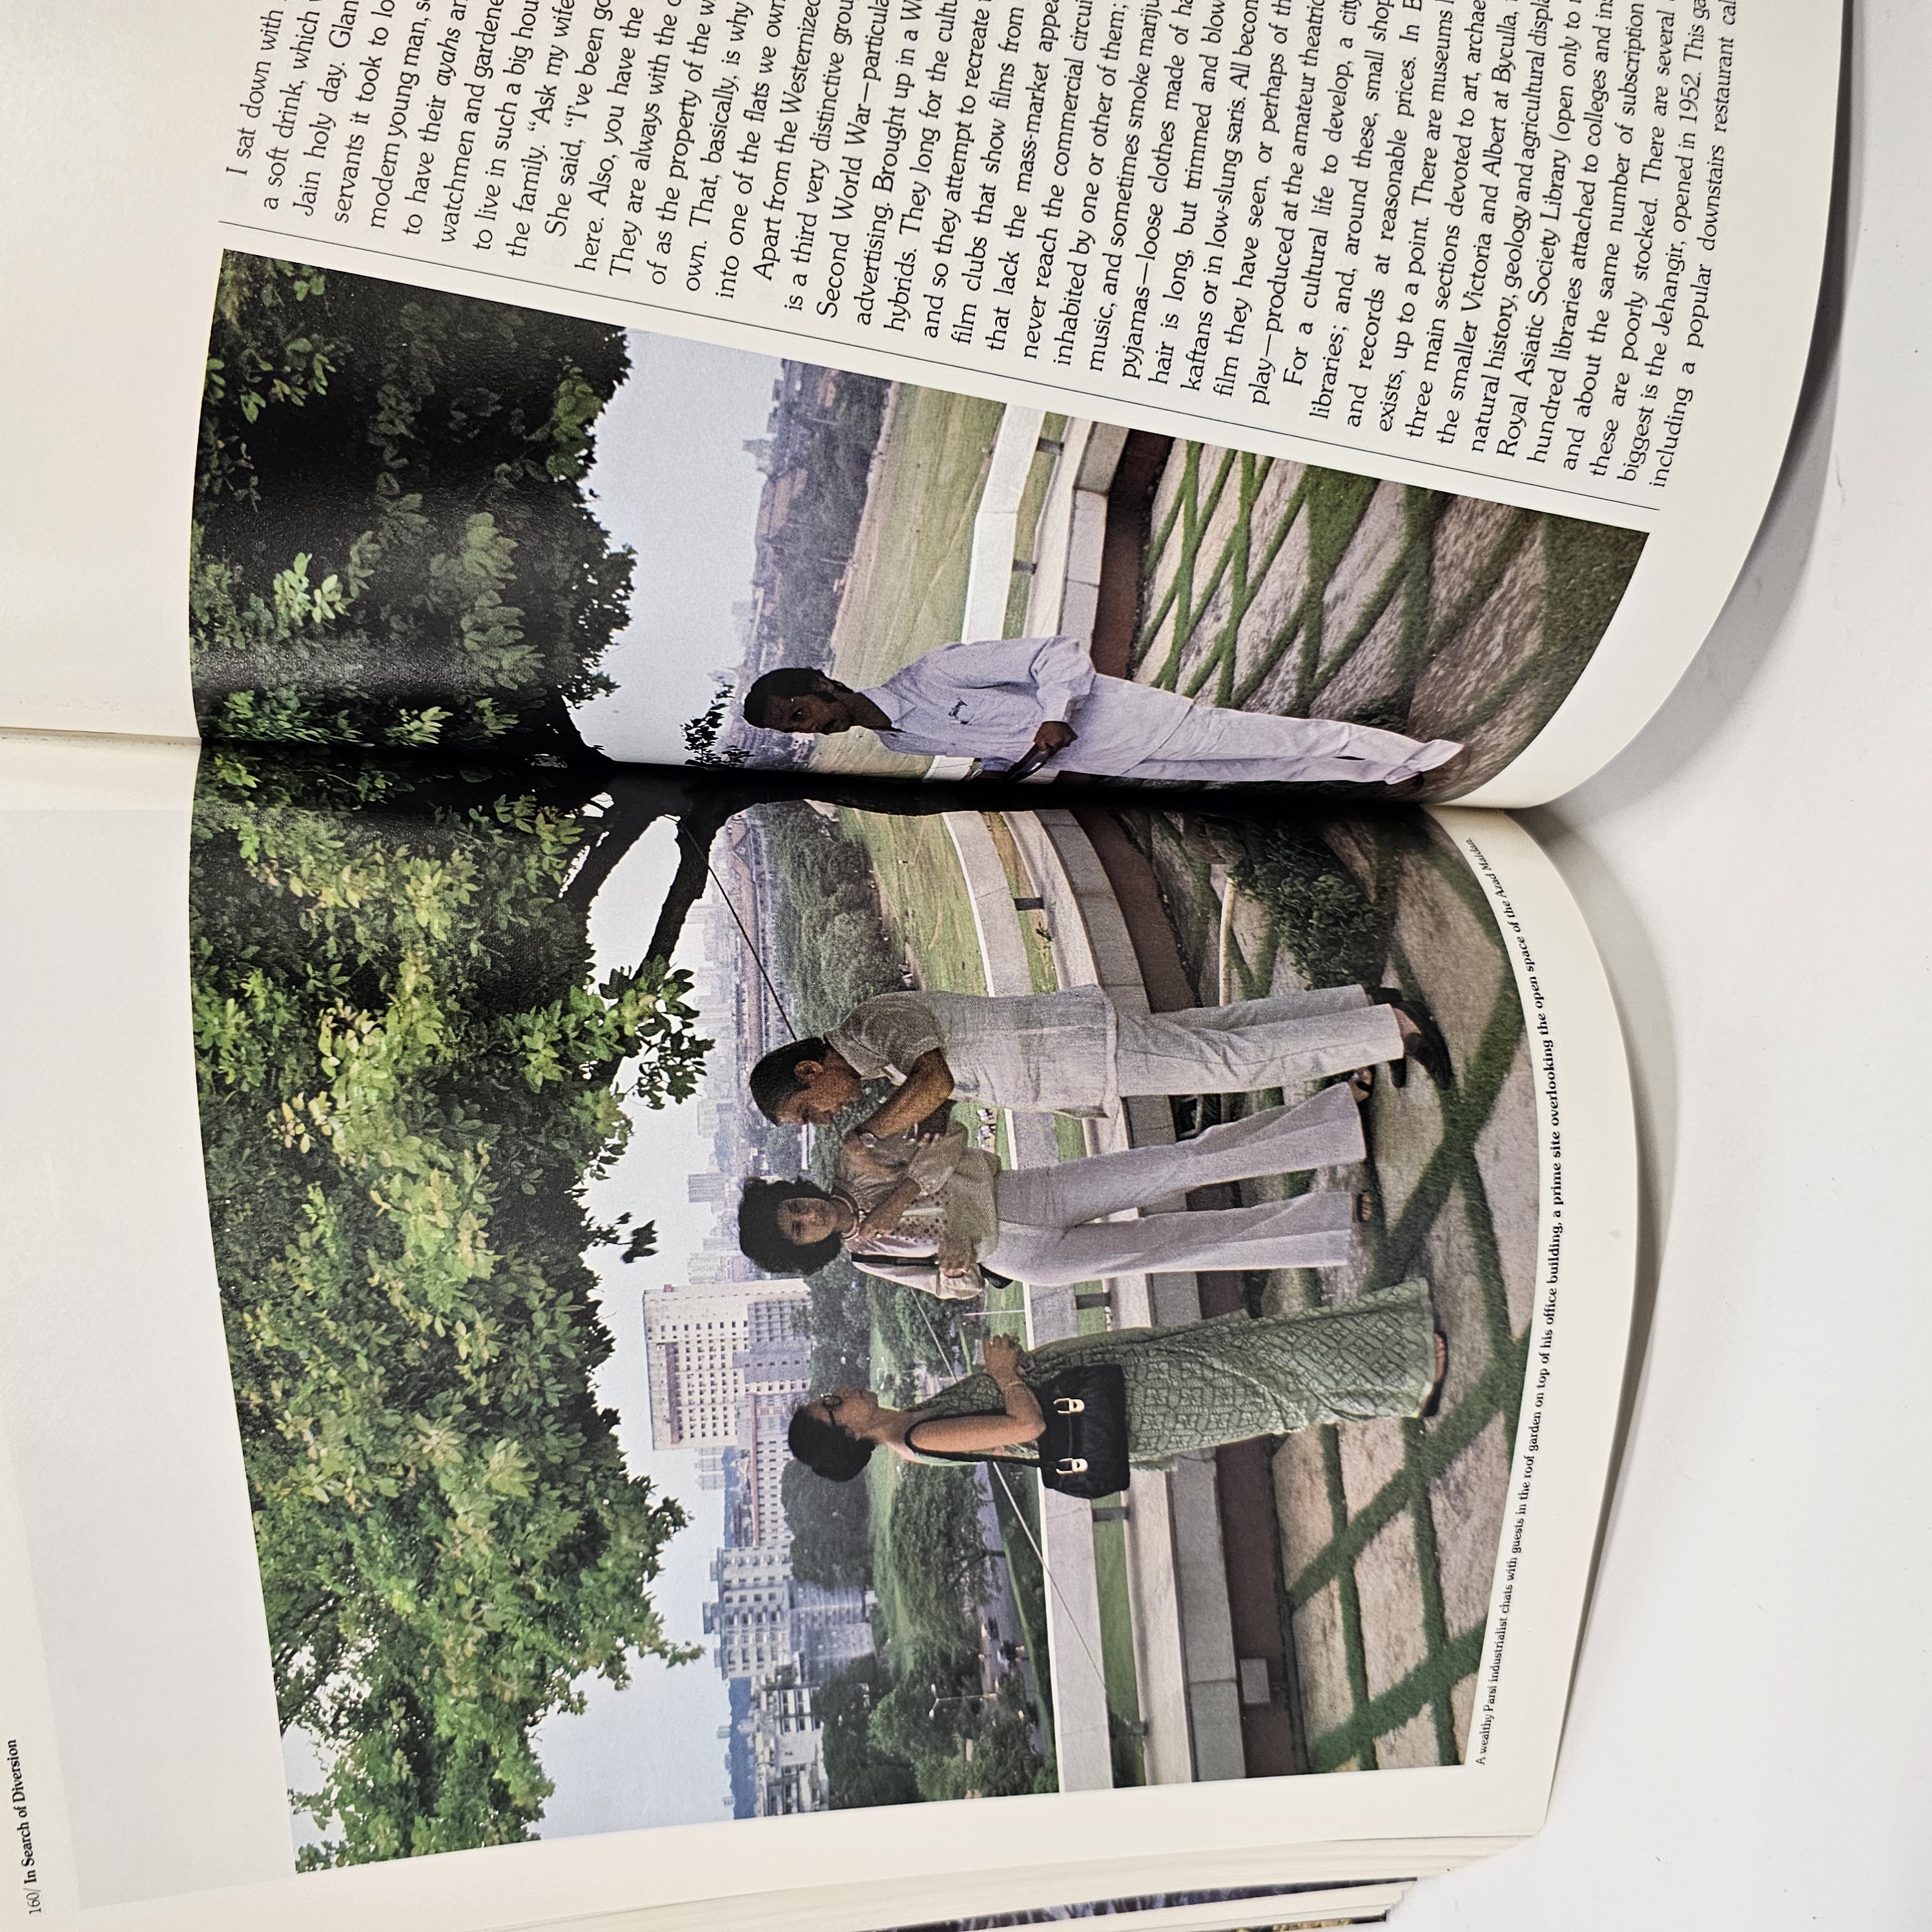 160/ In Search of Diversion
A wealthy Parsi industrialist chats with guests in the roof garden on top of his office building, a prime site overlooking the open space of the Azad Maidan.
I sat down with
a soft drink, which
Jain holy day. Glan
servants it took to lo
modern young man, s
to have their ayahs an
watchmen and gardene
to live in such a big hou
the family. “Ask my wife
She said, “I’ve been go
here. Also, you have the
They are always with the c
of as the property of the w
own. That, basically, is why
into one of the flats we own
Apart from the Westernized
is a third very distinctive grou
Second World War—particula
advertising. Brought up in a We
hybrids. They long for the cultu
and so they attempt to recreate
film clubs that show films from
that lack the mass-market appea
never reach the commercial circui
inhabited by one or other of them;
music, and sometimes smoke mariju
pyjamas—loose clothes made of ha
hair is long, but trimmed and blow
kaftans or in low-slung saris. All becom
film they have seen, or perhaps of th
play—produced at the amateur theatric
For a cultural life to develop, a city
libraries; and, around these, small shop
and records at reasonable prices. In B
exists, up to a point. There are museums
three main sections devoted to art, archae
the smaller Victoria and Albert at Byculla,
natural history, geology and agricultural displa
Royal Asiatic Society Library (open only to
hundred libraries attached to colleges and ins
and about the same number of subscription
these are poorly stocked. There are several
biggest is the Jehangir, opened in 1952. This ga
including a popular downstairs restaurant cal